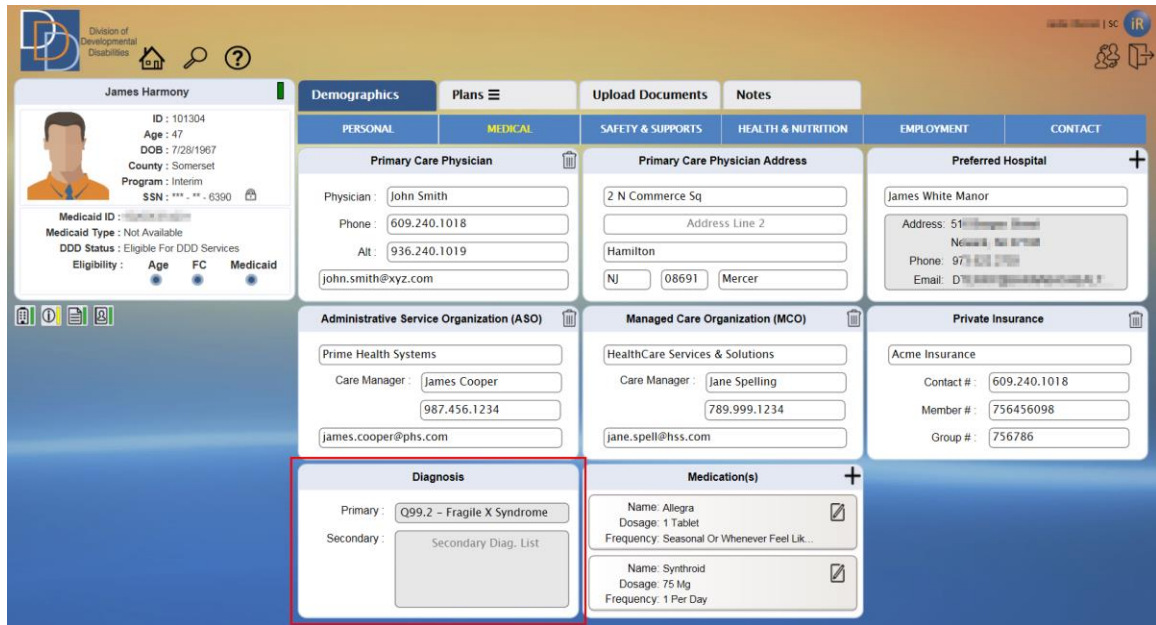 Division of
Developmental
Disabilities
| SC iR
James Harmony
ID : 101304
Age : 47
DOB : 7/28/1967
County : Somerset
Program : Interim
SSN : *** - ** - 6390
Medicaid ID :
Medicaid Type : Not Available
DDD Status : Eligible For DDD Services
Eligibility : Age FC Medicaid
Demographics Plans Upload Documents Notes
PERSONAL MEDICAL SAFETY & SUPPORTS HEALTH & NUTRITION EMPLOYMENT CONTACT
Primary Care Physician
Physician : John Smith
Phone : 609.240.1018
Alt : 936.240.1019
john.smith@xyz.com
Primary Care Physician Address
2 N Commerce Sq
Address Line 2
Hamilton
NJ 08691 Mercer
Preferred Hospital
James White Manor
Address: 51
Phone: 97
Email: D
Administrative Service Organization (ASO)
Prime Health Systems
Care Manager : James Cooper
987.456.1234
james.cooper@phs.com
Managed Care Organization (MCO)
HealthCare Services & Solutions
Care Manager : Jane Spelling
789.999.1234
jane.spell@hss.com
Private Insurance
Acme Insurance
Contact # : 609.240.1018
Member # : 756456098
Group # : 756786
Diagnosis
Primary : Q99.2 – Fragile X Syndrome
Secondary : Secondary Diag. List
Medication(s)
Name: Allegra
Dosage: 1 Tablet
Frequency: Seasonal Or Whenever Feel Lik...
Name: Synthroid
Dosage: 75 Mg
Frequency: 1 Per Day